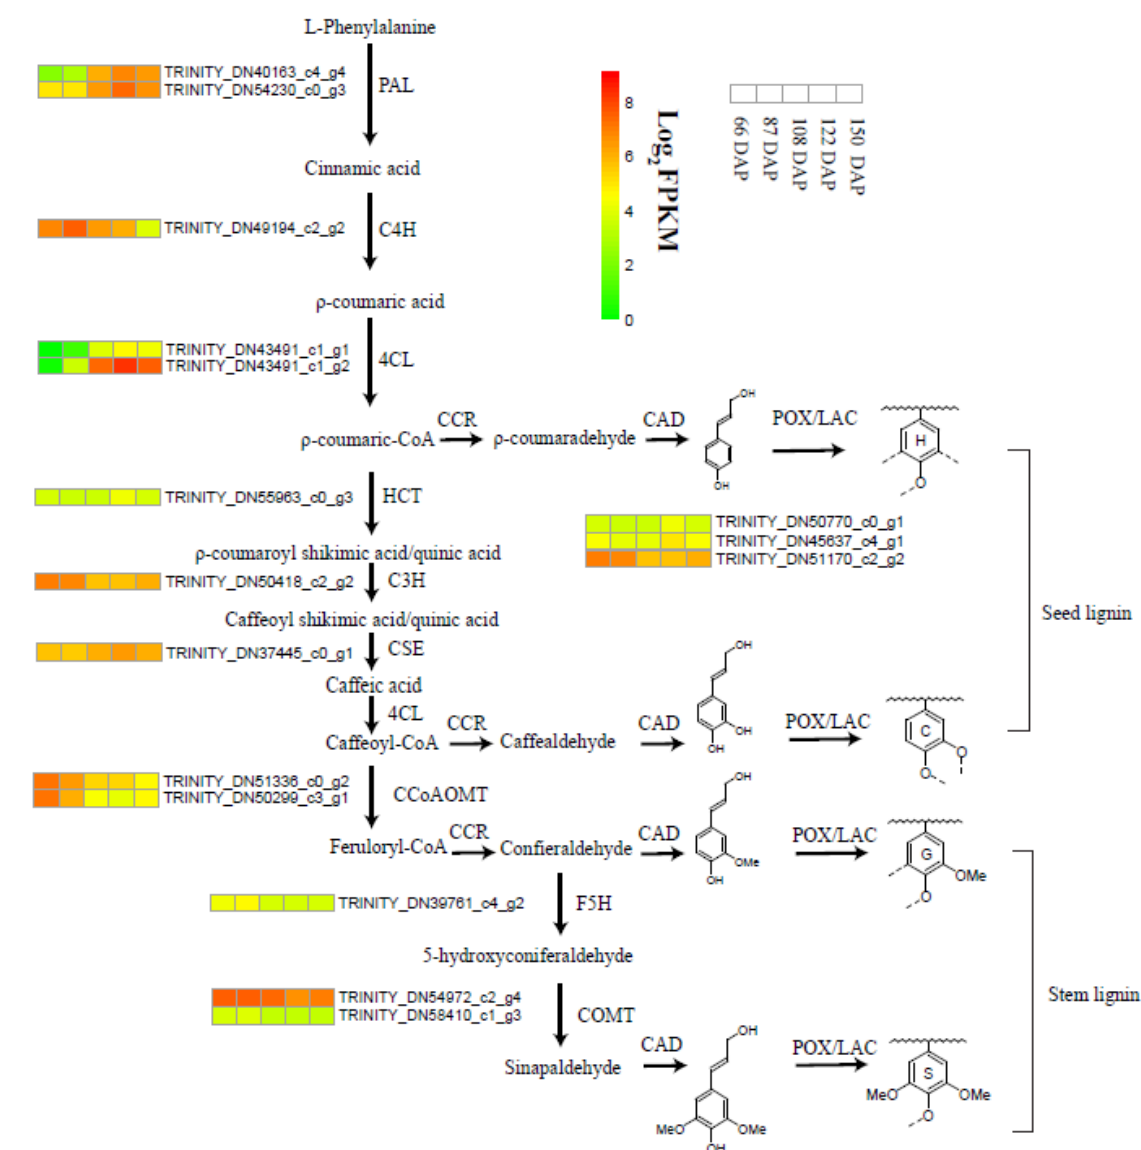 L-Phenylalanine
TRINITY_DN40163_c4_g4
TRINITY_DN54230_c0_g3
PAL
8
6
4
2
0
Log2FPKM
66 DAP
87 DAP
108 DAP
122 DAP
150 DAP
Cinnamic acid
TRINITY_DN49194_c2_g2
C4H
ρ-coumaric acid
TRINITY_DN43491_c1_g1
TRINITY_DN43491_c1_g2
4CL
ρ-coumaric-CoA
CCR
ρ-coumaradehyde
CAD
OH
OH
POX/LAC
H
O
TRINITY_DN55963_c0_g3
HCT
TRINITY_DN50770_c0_g1
TRINITY_DN45637_c4_g1
TRINITY_DN51170_c2_g2
ρ-coumaroyl shikimic acid/quinic acid
TRINITY_DN50418_c2_g2
C3H
Caffeoyl shikimic acid/quinic acid
Seed lignin
TRINITY_DN37445_c0_g1
CSE
Caffeic acid
4CL
Caffeoyl-CoA
CCR
Caffealdehyde
CAD
OH
OH
OH
POX/LAC
C
O
O
TRINITY_DN51336_c0_g2
TRINITY_DN50299_c3_g1
CCoAOMT
Feruloryl-CoA
CCR
Confieraldehyde
CAD
OH
OMe
OH
POX/LAC
G
OMe
O
TRINITY_DN39761_c4_g2
F5H
5-hydroxyconiferaldehyde
TRINITY_DN54972_c2_g4
TRINITY_DN58410_c1_g3
COMT
Stem lignin
Sinapaldehyde
CAD
OH
MeO
OMe
OH
POX/LAC
S
MeO
OMe
O